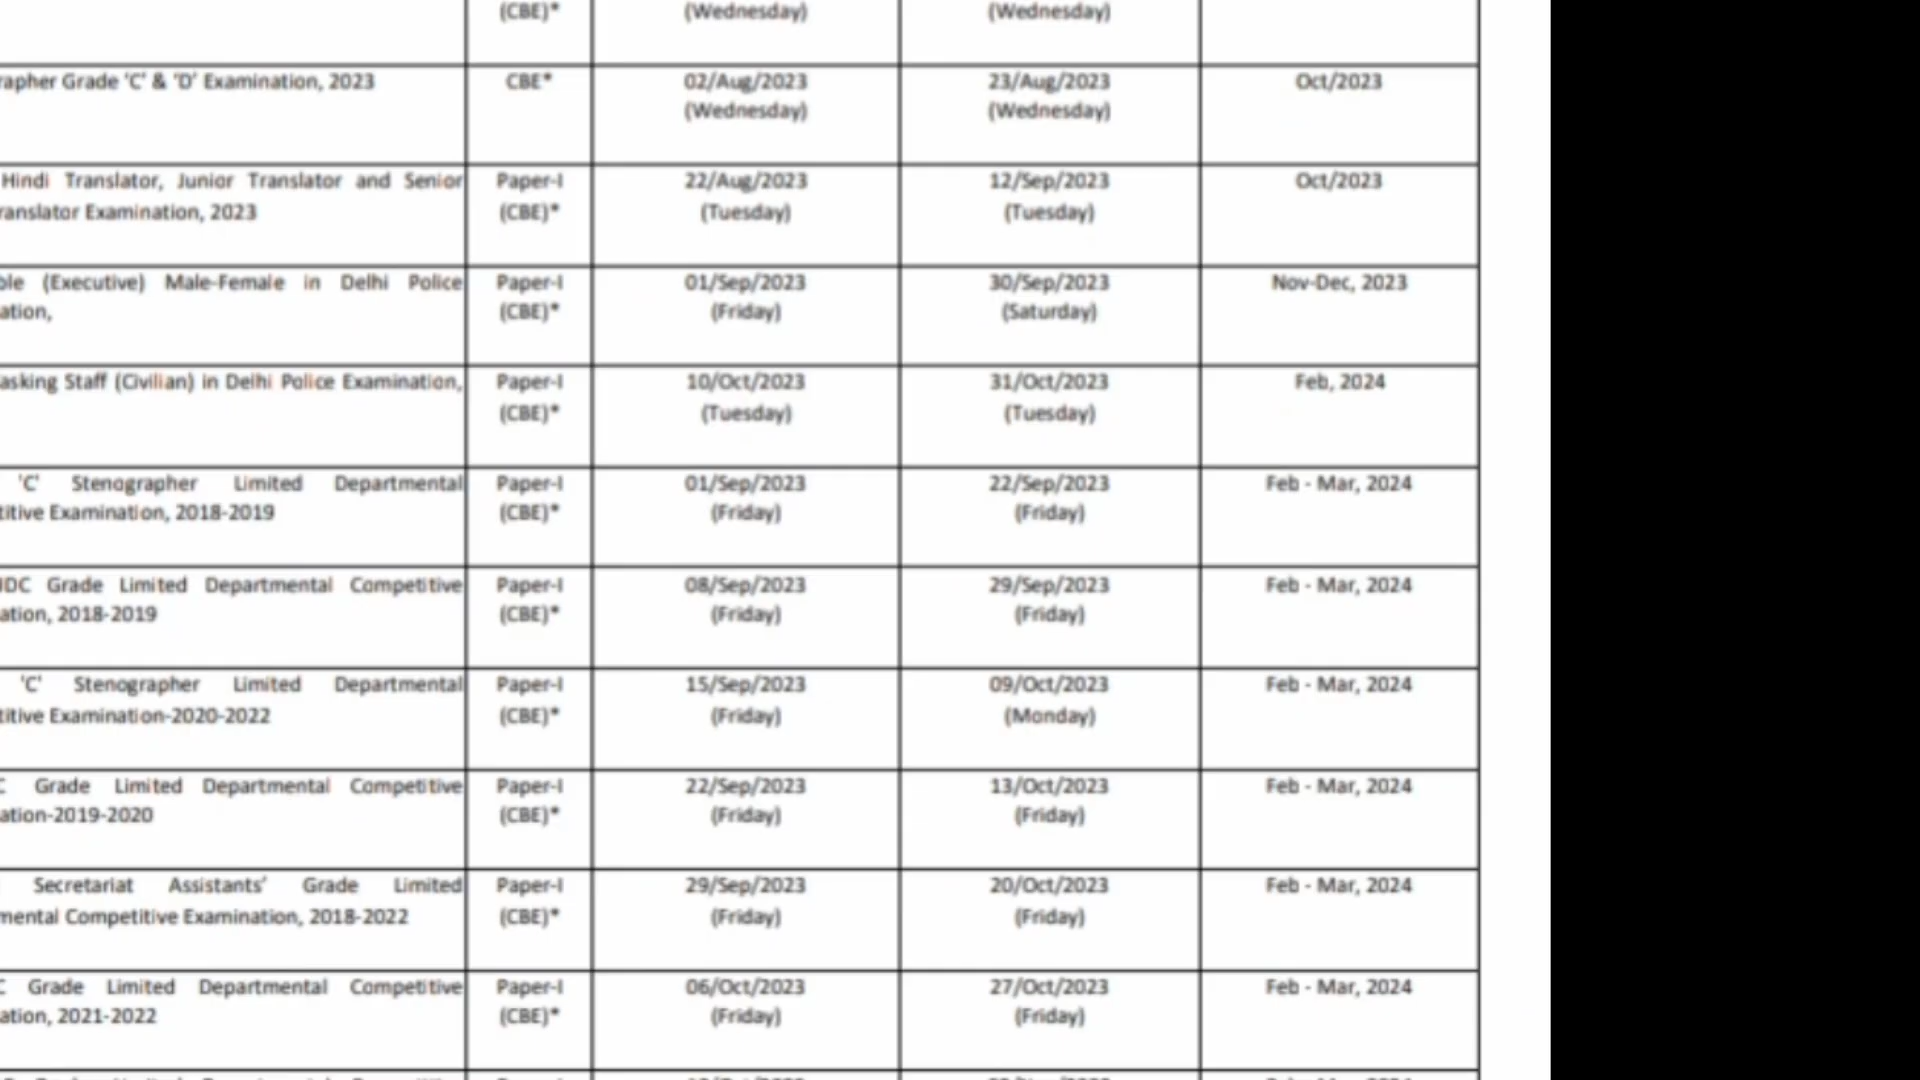 (CBE)* (Wednesday) (Wednesday)
rapher Grade 'C' & 'D' Examination, 2023 CBE* 02/Aug/2023 23/Aug/2023 Oct/2023
(Wednesday) (Wednesday)
Hindi Translator, Junior Translator and Senior Paper-I 22/Aug/2023 12/Sep/2023 Oct/2023
ranslator Examination, 2023 (CBE)* (Tuesday) (Tuesday)
ble (Executive) Male-Female in Delhi Police Paper-I 01/Sep/2023 30/Sep/2023 Nov-Dec, 2023
ation, (CBE)* (Friday) (Saturday)
asking Staff (Civilian) in Delhi Police Examination, Paper-I 10/Oct/2023 31/Oct/2023 Feb, 2024
(CBE)* (Tuesday) (Tuesday)
'C' Stenographer Limited Departmental Paper-I 01/Sep/2023 22/Sep/2023 Feb - Mar, 2024
titive Examination, 2018-2019 (CBE)* (Friday) (Friday)
DC Grade Limited Departmental Competitive Paper-I 08/Sep/2023 29/Sep/2023 Feb - Mar, 2024
ation, 2018-2019 (CBE)* (Friday) (Friday)
'C' Stenographer Limited Departmental Paper-I 15/Sep/2023 09/Oct/2023 Feb - Mar, 2024
titive Examination-2020-2022 (CBE)* (Friday) (Monday)
C Grade Limited Departmental Competitive Paper-I 22/Sep/2023 13/Oct/2023 Feb - Mar, 2024
ation-2019-2020 (CBE)* (Friday) (Friday)
Secretariat Assistants' Grade Limited Paper-I 29/Sep/2023 20/Oct/2023 Feb - Mar, 2024
mental Competitive Examination, 2018-2022 (CBE)* (Friday) (Friday)
C Grade Limited Departmental Competitive Paper-I 06/Oct/2023 27/Oct/2023 Feb - Mar, 2024
ation, 2021-2022 (CBE)* (Friday) (Friday)